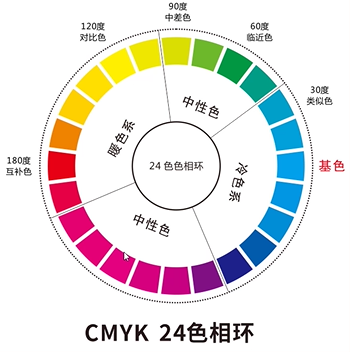 90度
中差色
120度
对比色
60度
临近色
30度
类似色
中性色
暖色系
24色色相环
冷色系
基色
180度
互补色
中性色
CMYK 24色相环